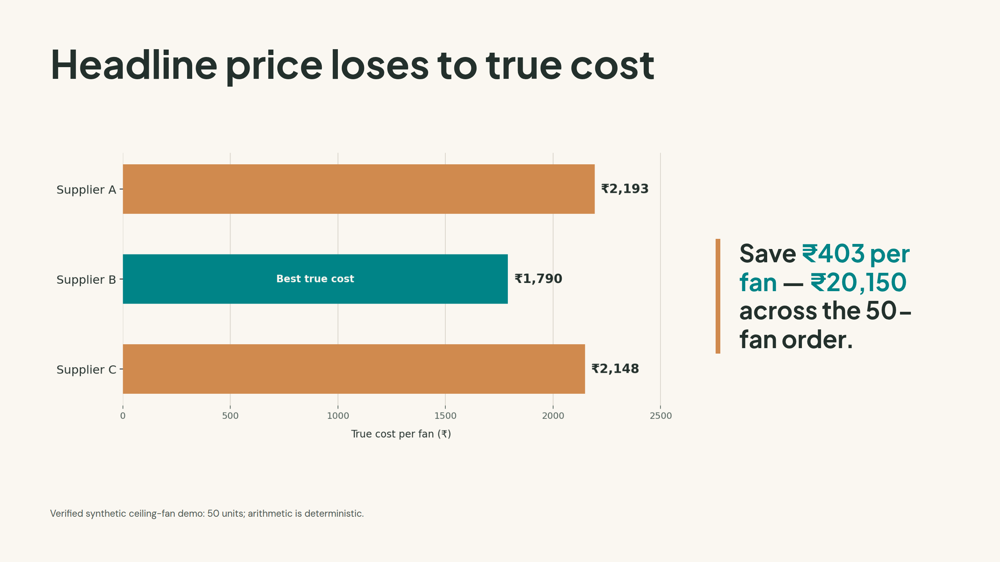 Headline price loses to true cost
Supplier A
₹2,193
Supplier B
Best true cost
₹1,790
Supplier C
₹2,148
0
500
1000
1500
2000
2500
True cost per fan (₹)
Save ₹403 per
fan — ₹20,150
across the 50-
fan order.
Verified synthetic ceiling-fan demo: 50 units; arithmetic is deterministic.